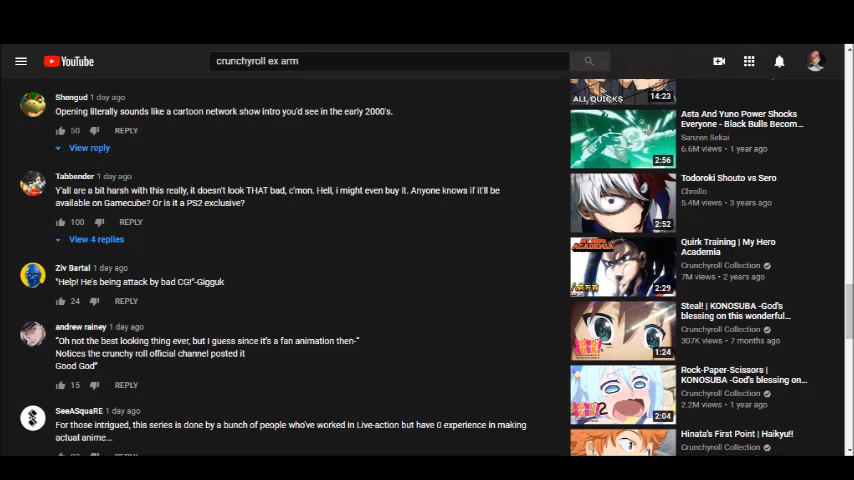 YouTube
crunchyroll ex arm
Shengud 1 day ago
Opening literally sounds like a cartoon network show intro you'd see in the early 2000's.
50 REPLY
View reply
Tabbender 1 day ago
Y'all are a bit harsh with this really, it doesn't look THAT bad, c'mon. Hell, i might even buy it. Anyone knows if it'll be
available on Gamecube? Or is it a PS2 exclusive?
100 REPLY
View 4 replies
Ziv Bartal 1 day ago
"Help! He's being attack by bad CG!"-Gigguk
24 REPLY
andrew rainey 1 day ago
"Oh not the best looking thing ever, but I guess since it's a fan animation then-"
Notices the crunchy roll official channel posted it
Good God"
15 REPLY
SeeASquaRE 1 day ago
For those intrigued, this series is done by a bunch of people who've worked in Live-action but have 0 experience in making
actual anime...
ALL QUICKS
14:23
Asta And Yuno Power Shocks
Everyone - Black Bulls Becom...
Sanzen Sekai
6.6M views • 1 year ago
2:56
Todoroki Shouto vs Sero
Chrollo
5.4M views • 3 years ago
2:52
Quirk Training | My Hero
Academia
Crunchyroll Collection
7M views • 2 years ago
MY HERO
2:29
Steal! | KONOSUBA -God's
blessing on this wonderful...
Crunchyroll Collection
307K views • 7 months ago
1:24
Rock-Paper-Scissors |
KONOSUBA -God's blessing on...
Crunchyroll Collection
2.2M views • 1 year ago
2:04
Hinata's First Point | Haikyu!!
Crunchyroll Collection